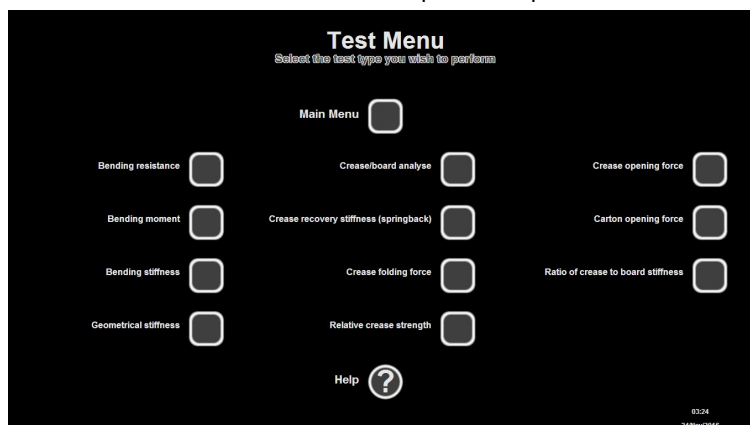 Test Menu
Select the test type you wish to perform
Main Menu
Bending resistance
Crease/board analyse
Crease opening force
Bending moment
Crease recovery stiffness (springback)
Carton opening force
Bending stiffness
Crease folding force
Ratio of crease to board stiffness
Geometrical stiffness
Relative crease strength
Help ?
03:24